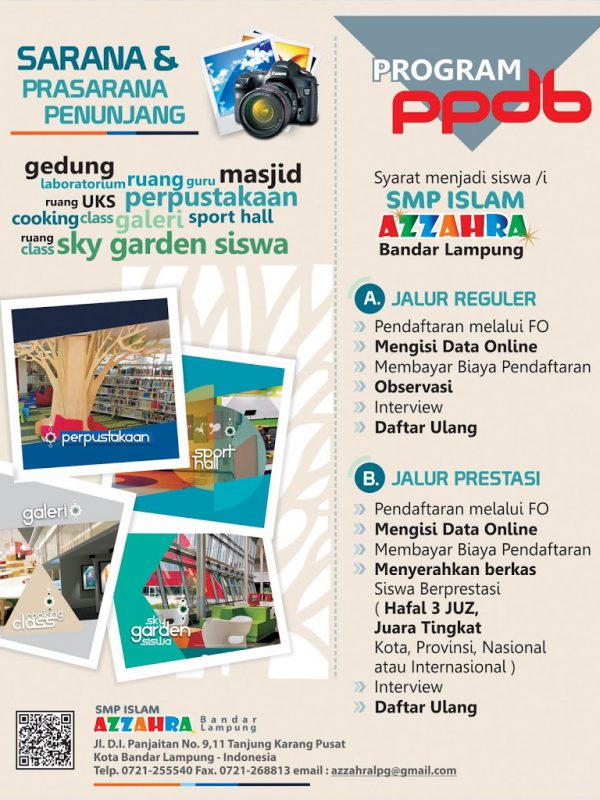 SARANA &
PRASARANA
PENUNJANG
gedung
laboratorium ruang guru masjid
ruang UKS perpustakaan
cooking class galeri sport hall
ruang class sky garden siswa
Canon
perpustakaan
sport hall
galeri
cooking class
sky
garden
siswa
PROGRAM
ppdb
Syarat menjadi siswa /i
SMP ISLAM
AZZAHRA
Bandar Lampung
A. JALUR REGULER
Pendaftaran melalui FO
Mengisi Data Online
Membayar Biaya Pendaftaran
Observasi
Interview
Daftar Ulang
B. JALUR PRESTASI
Pendaftaran melalui FO
Mengisi Data Online
Membayar Biaya Pendaftaran
Menyerahkan berkas
Siswa Berprestasi
( Hafal 3 JUZ,
Juara Tingkat
Kota, Provinsi, Nasional
atau Internasional )
Interview
Daftar Ulang
SMP ISLAM
AZZAHRA Bandar Lampung
Jl. D.I. Panjaitan No. 9,11 Tanjung Karang Pusat
Kota Bandar Lampung - Indonesia
Telp. 0721-255540 Fax. 0721-268813 email : azzahralpg@gmail.com